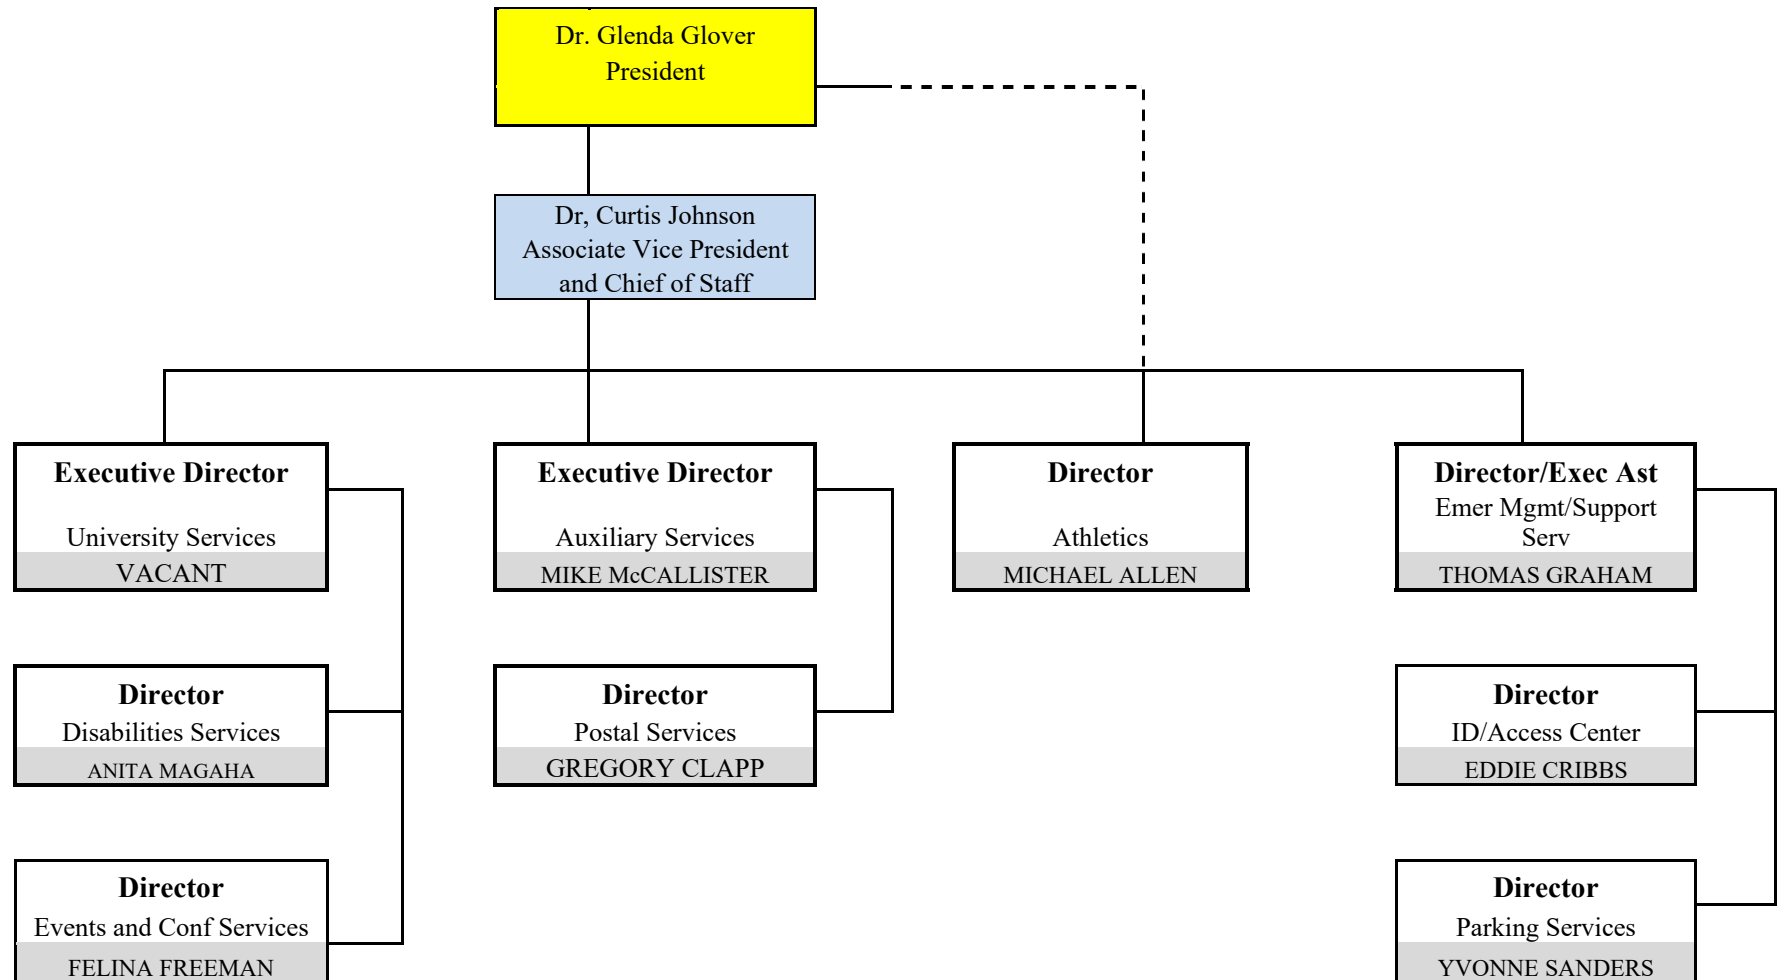 Dr. Glenda Glover
President
Dr, Curtis Johnson
Associate Vice President
and Chief of Staff
Executive Director
University Services
VACANT
Executive Director
Auxiliary Services
MIKE McCALLISTER
Director
Athletics
MICHAEL ALLEN
Director/Exec Ast
Emer Mgmt/Support
Serv
THOMAS GRAHAM
Director
Disabilities Services
ANITA MAGAHA
Director
Postal Services
GREGORY CLAPP
Director
ID/Access Center
EDDIE CRIBBS
Director
Events and Conf Services
FELINA FREEMAN
Director
Parking Services
YVONNE SANDERS